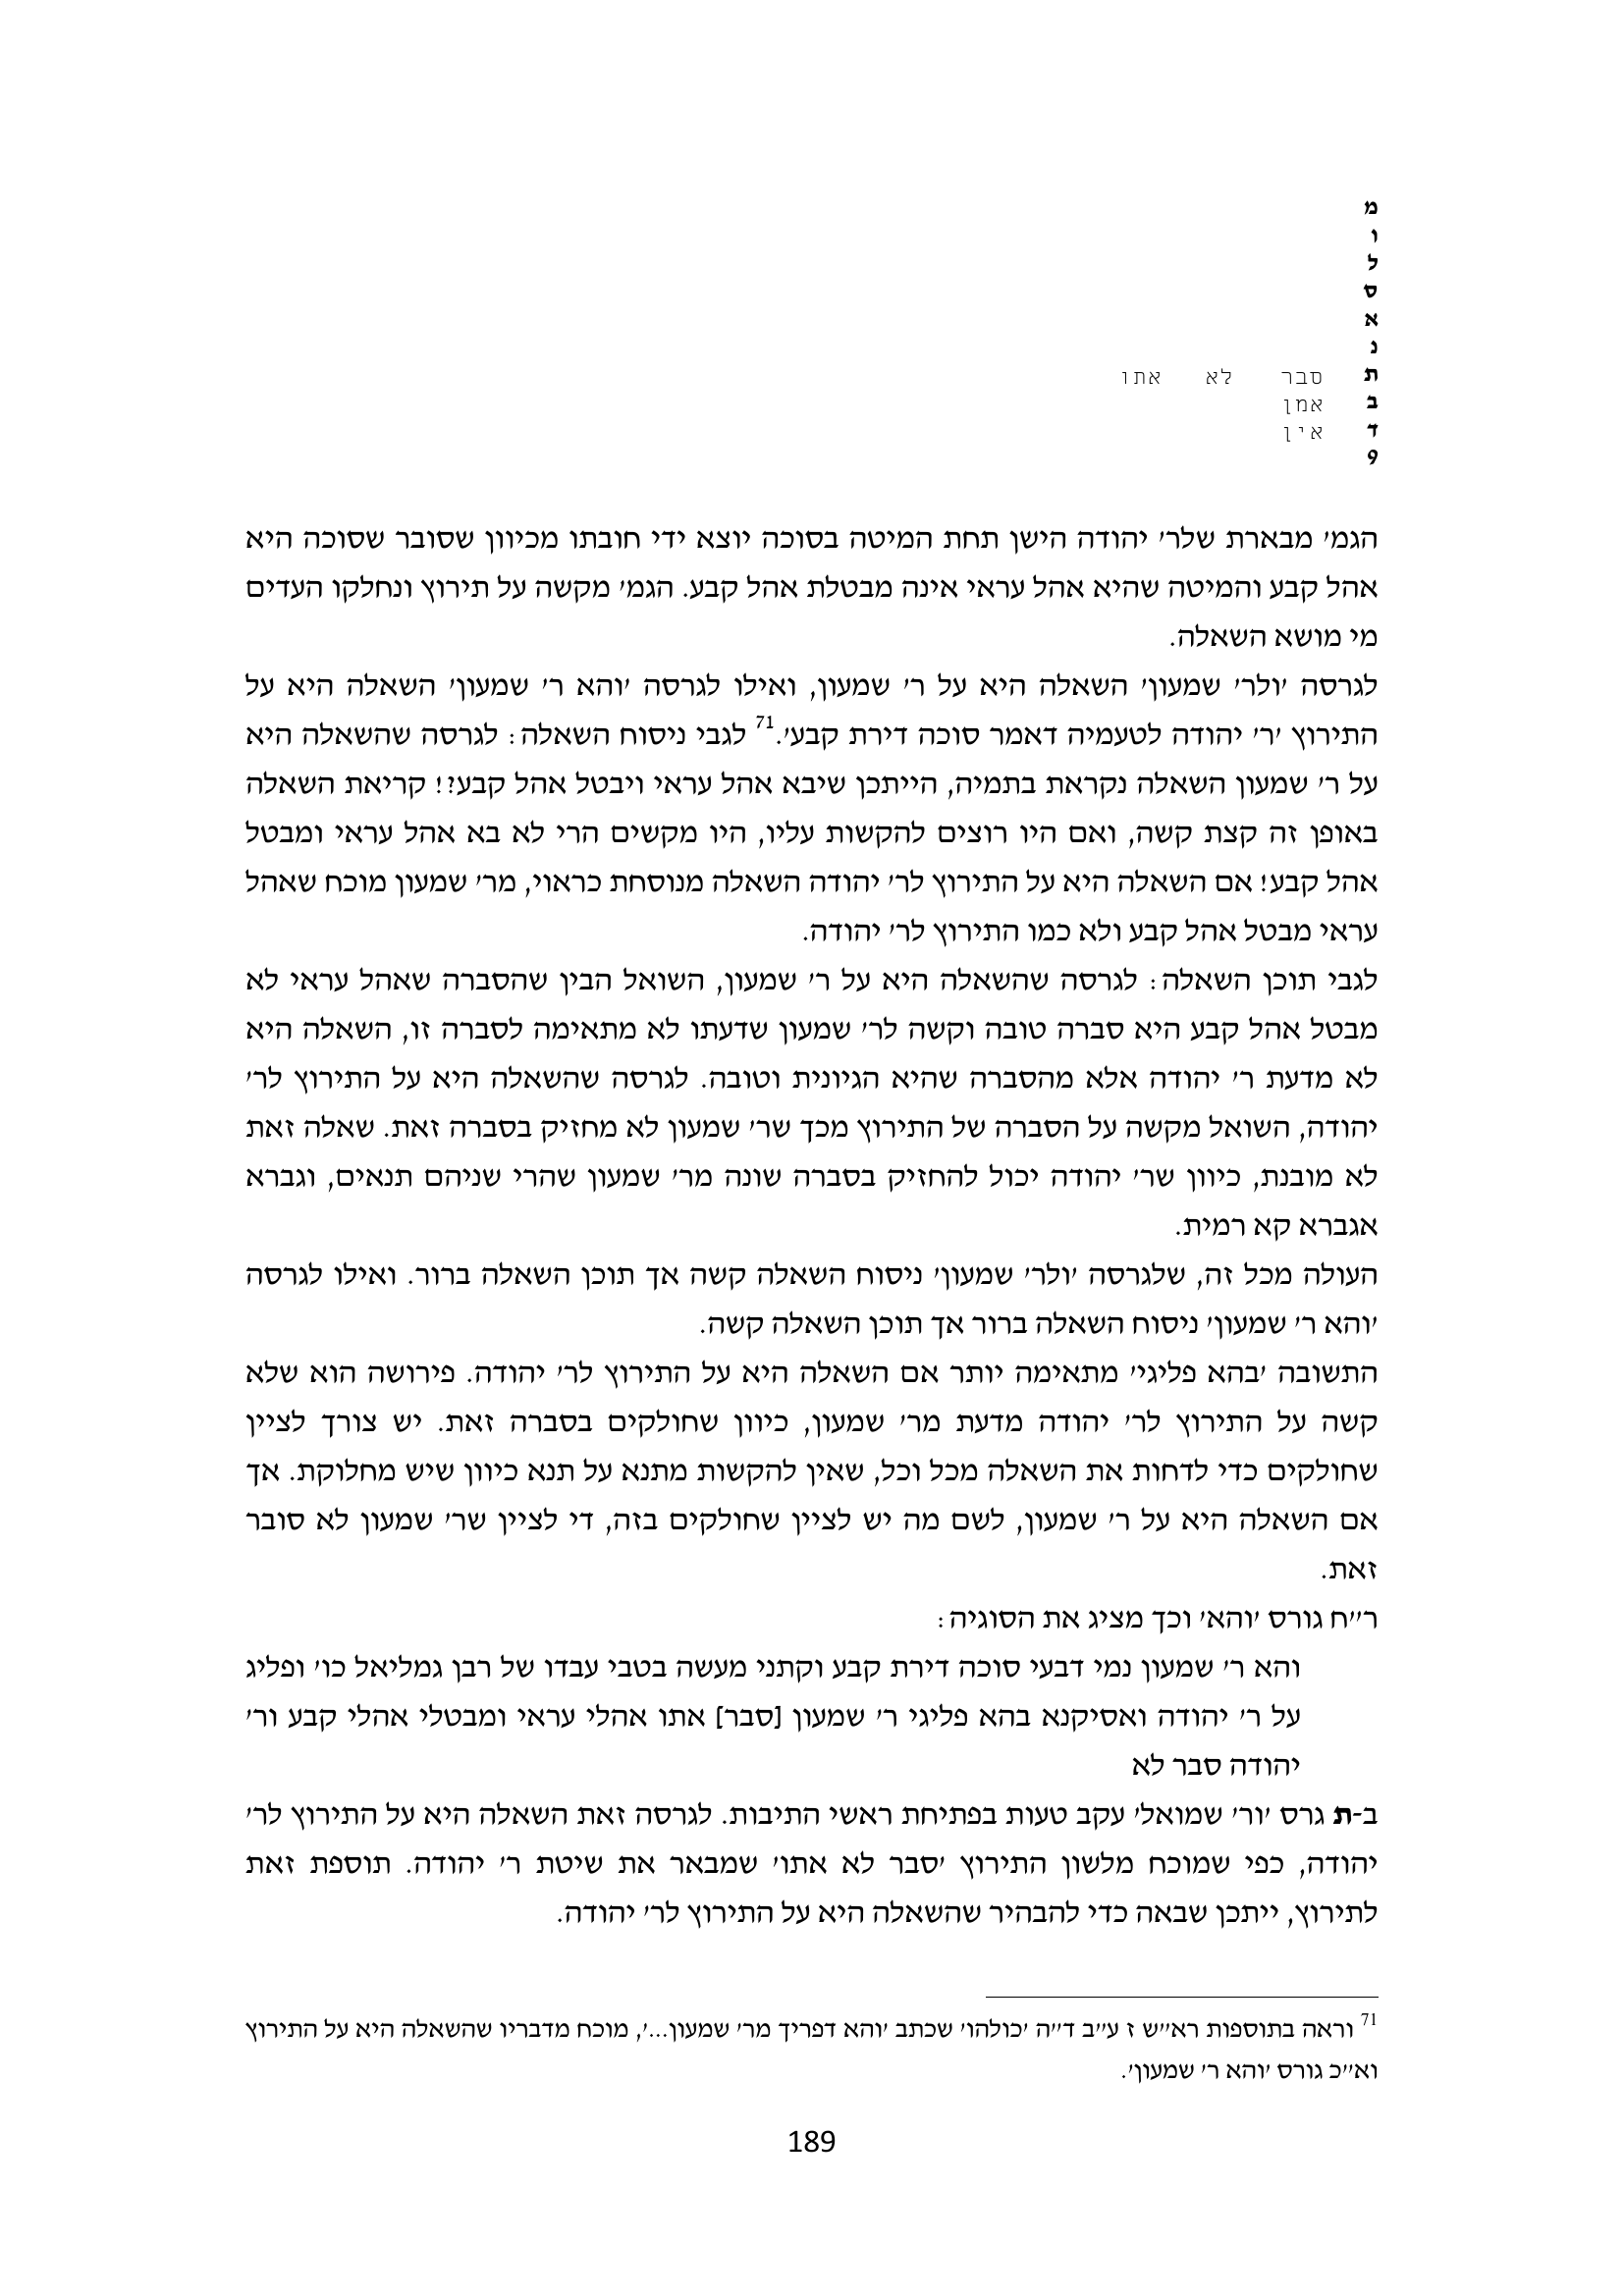 מ
ו
ל
ס
א
נ
ת סבר לא אתו
ב אמן
ד אין
פ
הגמ׳ מבארת שלר׳ יהודה הישן תחת המיטה בסוכה יוצא ידי חובתו מכיוון שסובר שסוכה היא
אהל קבע והמיטה שהיא אהל עראי אינה מבטלת אהל קבע. הגמ׳ מקשה על תירוץ ונחלקו העדים
מי מושא השאלה.
לגרסה ׳ולר׳ שמעון׳ השאלה היא על ר׳ שמעון, ואילו לגרסה ׳והא ר׳ שמעון׳ השאלה היא על
התירוץ ׳ר׳ יהודה לטעמיה דאמר סוכה דירת קבע׳.71 לגבי ניסוח השאלה: לגרסה שהשאלה היא
על ר׳ שמעון השאלה נקראת בתמיה, הייתכן שיבא אהל עראי ויבטל אהל קבע?! קריאת השאלה
באופן זה קצת קשה, ואם היו רוצים להקשות עליו, היו מקשים הרי לא בא אהל עראי ומבטל
אהל קבע! אם השאלה היא על התירוץ לר׳ יהודה השאלה מנוסחת כראוי, מר׳ שמעון מוכח שאהל
עראי מבטל אהל קבע ולא כמו התירוץ לר׳ יהודה.
לגבי תוכן השאלה: לגרסה שהשאלה היא על ר׳ שמעון, השואל הבין שהסברה שאהל עראי לא
מבטל אהל קבע היא סברה טובה וקשה לר׳ שמעון שדעתו לא מתאימה לסברה זו, השאלה היא
לא מדעת ר׳ יהודה אלא מהסברה שהיא הגיונית וטובה. לגרסה שהשאלה היא על התירוץ לר׳
יהודה, השואל מקשה על הסברה של התירוץ מכך שר׳ שמעון לא מחזיק בסברה זאת. שאלה זאת
לא מובנת, כיוון שר׳ יהודה יכול להחזיק בסברה שונה מר׳ שמעון שהרי שניהם תנאים, וגברא
אגברא קא רמית.
העולה מכל זה, שלגרסה ׳ולר׳ שמעון׳ ניסוח השאלה קשה אך תוכן השאלה ברור. ואילו לגרסה
׳והא ר׳ שמעון׳ ניסוח השאלה ברור אך תוכן השאלה קשה.
התשובה ׳בהא פליגי׳ מתאימה יותר אם השאלה היא על התירוץ לר׳ יהודה. פירושה הוא שלא
קשה על התירוץ לר׳ יהודה מדעת מר׳ שמעון, כיוון שחולקים בסברה זאת. יש צורך לציין
שחולקים כדי לדחות את השאלה מכל וכל, שאין להקשות מתנא על תנא כיוון שיש מחלוקת. אך
אם השאלה היא על ר׳ שמעון, לשם מה יש לציין שחולקים בזה, די לציין שר׳ שמעון לא סובר
זאת.
ר״ח גורס ׳והא׳ וכך מציג את הסוגיה:
והא ר׳ שמעון נמי דבעי סוכה דירת קבע וקתני מעשה בטבי עבדו של רבן גמליאל כו׳ ופליג
על ר׳ יהודה ואסיקנא בהא פליגי ר׳ שמעון [סבר] אתו אהלי עראי ומבטלי אהלי קבע ור׳
יהודה סבר לא
ב-ת גרס ׳ור׳ שמואל׳ עקב טעות בפתיחת ראשי התיבות. לגרסה זאת השאלה היא על התירוץ לר׳
יהודה, כפי שמוכח מלשון התירוץ ׳סבר לא אתו׳ שמבאר את שיטת ר׳ יהודה. תוספת זאת
לתירוץ, ייתכן שבאה כדי להבהיר שהשאלה היא על התירוץ לר׳ יהודה.
71 וראה בתוספות רא״ש ז ע״ב ד״ה ׳כולהו׳ שכתב ׳והא דפריך מר׳ שמעון...׳, מוכח מדבריו שהשאלה היא על התירוץ
וא״כ גורס ׳והא ר׳ שמעון׳.
189